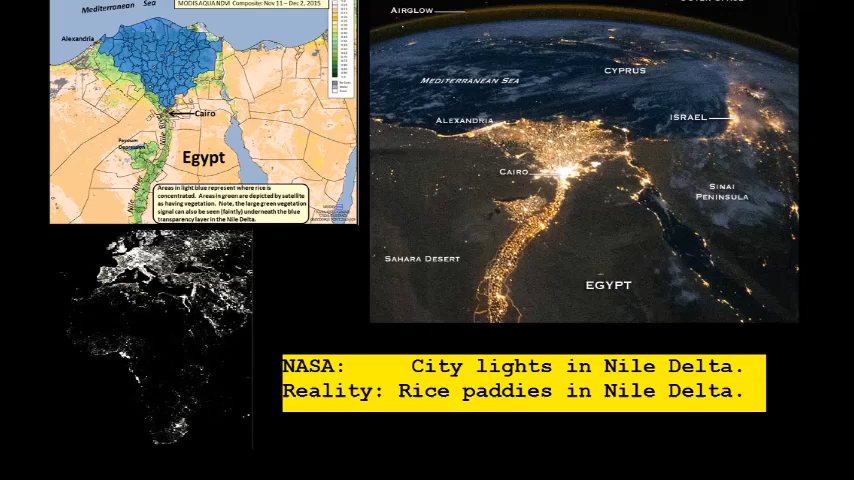 Mediterranean Sea
MODIS AQUA NDVI Composite: Nov 11 – Dec 2, 2015
Alexandria
Cairo
Egypt
Areas in light blue represent where rice is
concentrated. Areas in green are depicted by satellite
as having vegetation. Note, the large green vegetation
signal can also be seen (faintly) underneath the blue
transparency layer in the Nile Delta.
AIRGLOW
MEDITERRANEAN SEA
CYPRUS
ALEXANDRIA
ISRAEL
CAIRO
SINAI
PENINSULA
SAHARA DESERT
EGYPT
NASA: City lights in Nile Delta.
Reality: Rice paddies in Nile Delta.